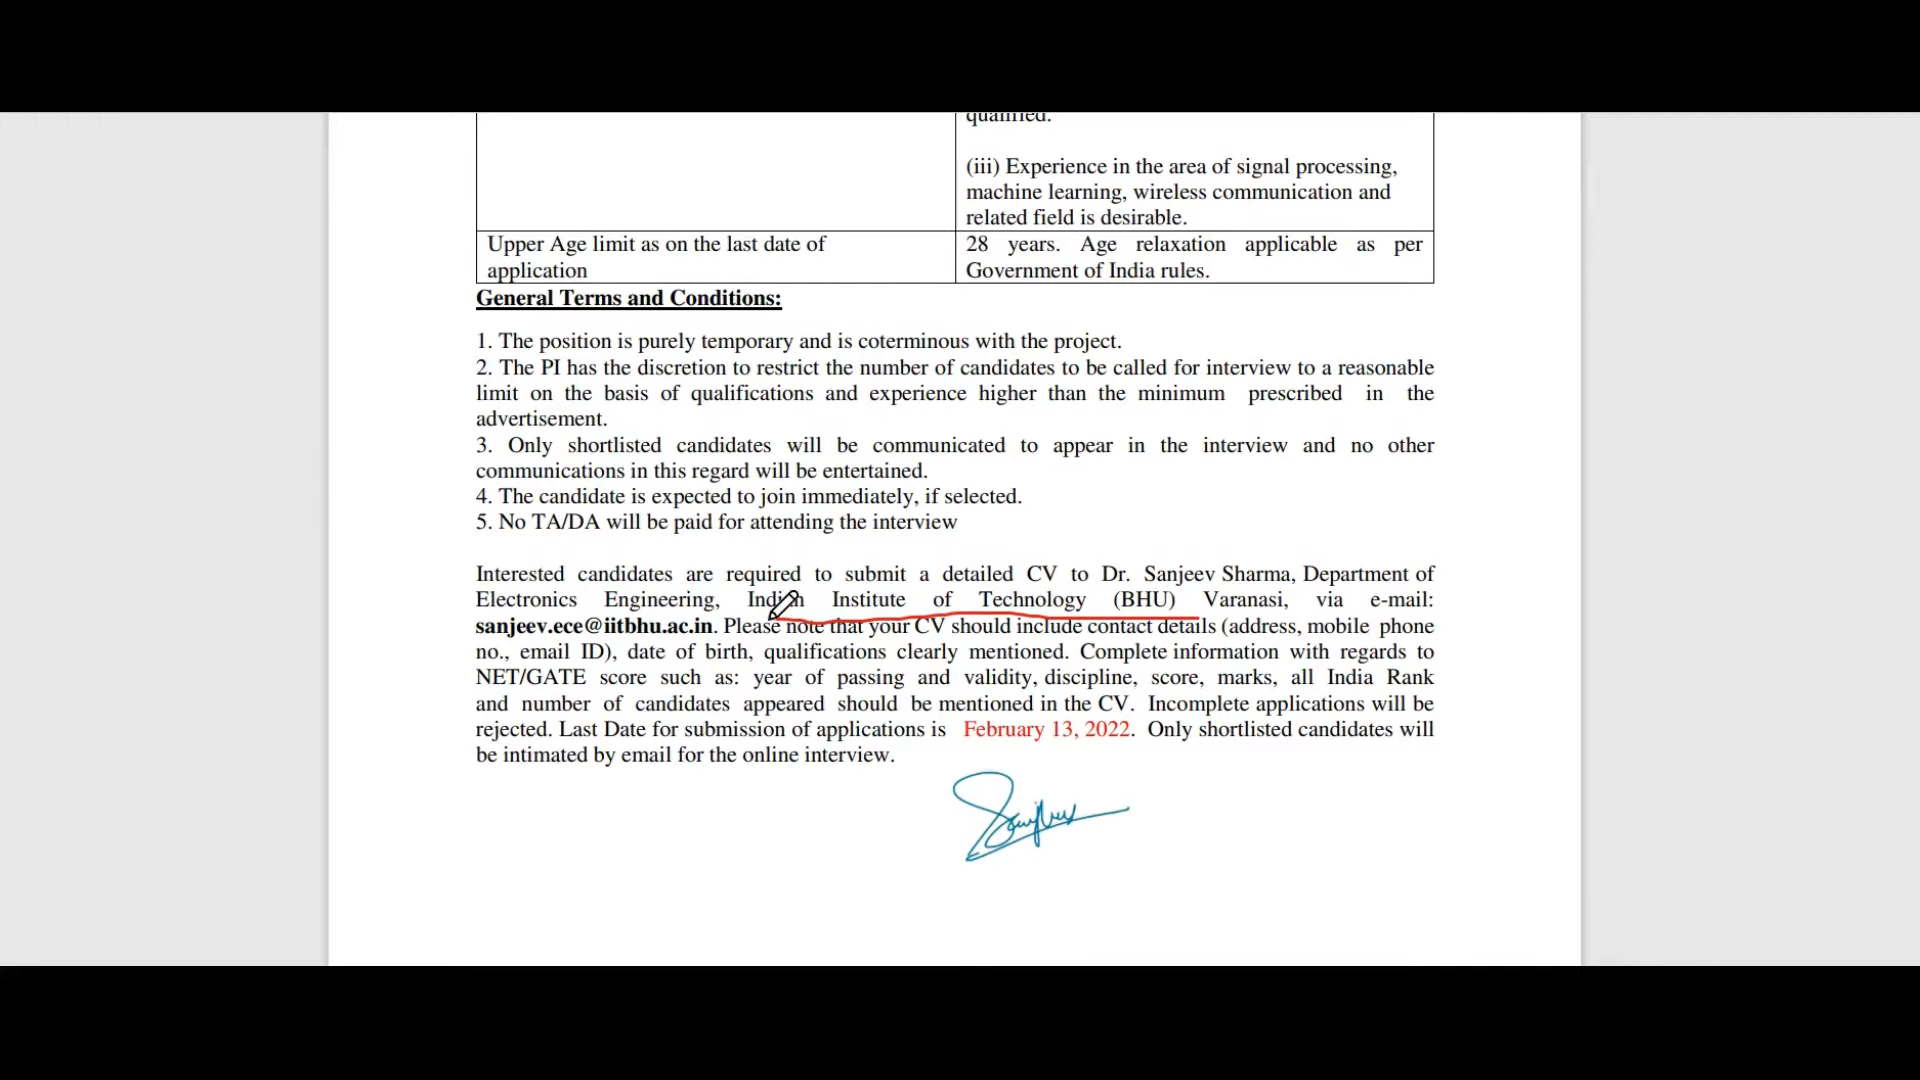 qualified.
(iii) Experience in the area of signal processing,
machine learning, wireless communication and
related field is desirable.
Upper Age limit as on the last date of
application
28 years. Age relaxation applicable as per
Government of India rules.
General Terms and Conditions:
1. The position is purely temporary and is coterminous with the project.
2. The PI has the discretion to restrict the number of candidates to be called for interview to a reasonable
limit on the basis of qualifications and experience higher than the minimum prescribed in the
advertisement.
3. Only shortlisted candidates will be communicated to appear in the interview and no other
communications in this regard will be entertained.
4. The candidate is expected to join immediately, if selected.
5. No TA/DA will be paid for attending the interview
Interested candidates are required to submit a detailed CV to Dr. Sanjeev Sharma, Department of
Electronics Engineering, Indian Institute of Technology (BHU) Varanasi, via e-mail:
sanjeev.ece@iitbhu.ac.in. Please note that your CV should include contact details (address, mobile phone
no., email ID), date of birth, qualifications clearly mentioned. Complete information with regards to
NET/GATE score such as: year of passing and validity, discipline, score, marks, all India Rank
and number of candidates appeared should be mentioned in the CV. Incomplete applications will be
rejected. Last Date for submission of applications is February 13, 2022. Only shortlisted candidates will
be intimated by email for the online interview.